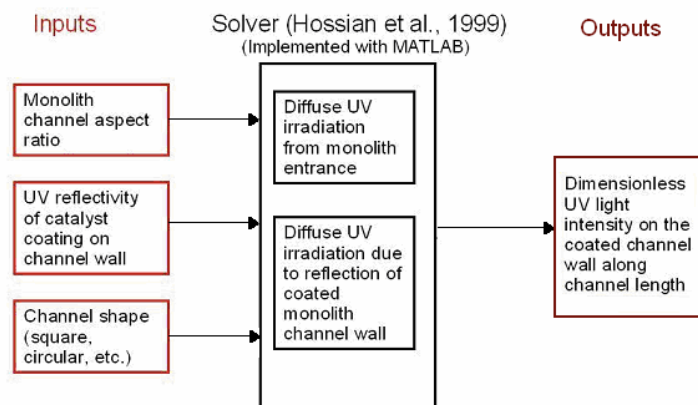 Inputs
Solver (Hossian et al., 1999)
(Implemented with MATLAB)
Outputs
Monolith
channel aspect
ratio
UV reflectivity
of catalyst
coating on
channel wall
Channel shape
(square,
circular, etc.)
Diffuse UV
irradiation
from monolith
entrance
Diffuse UV
irradiation due
to reflection of
coated
monolith
channel wall
Dimensionless
UV light
intensity on the
coated channel
wall along
channel length